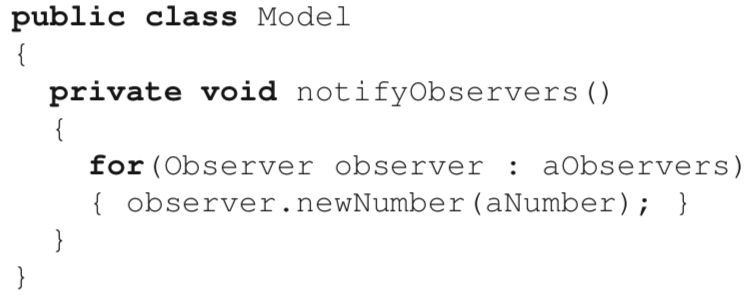 public class Model
{
private void notifyObservers()
{
for(Observer observer : aObservers)
{ observer.newNumber(aNumber); }
}
}